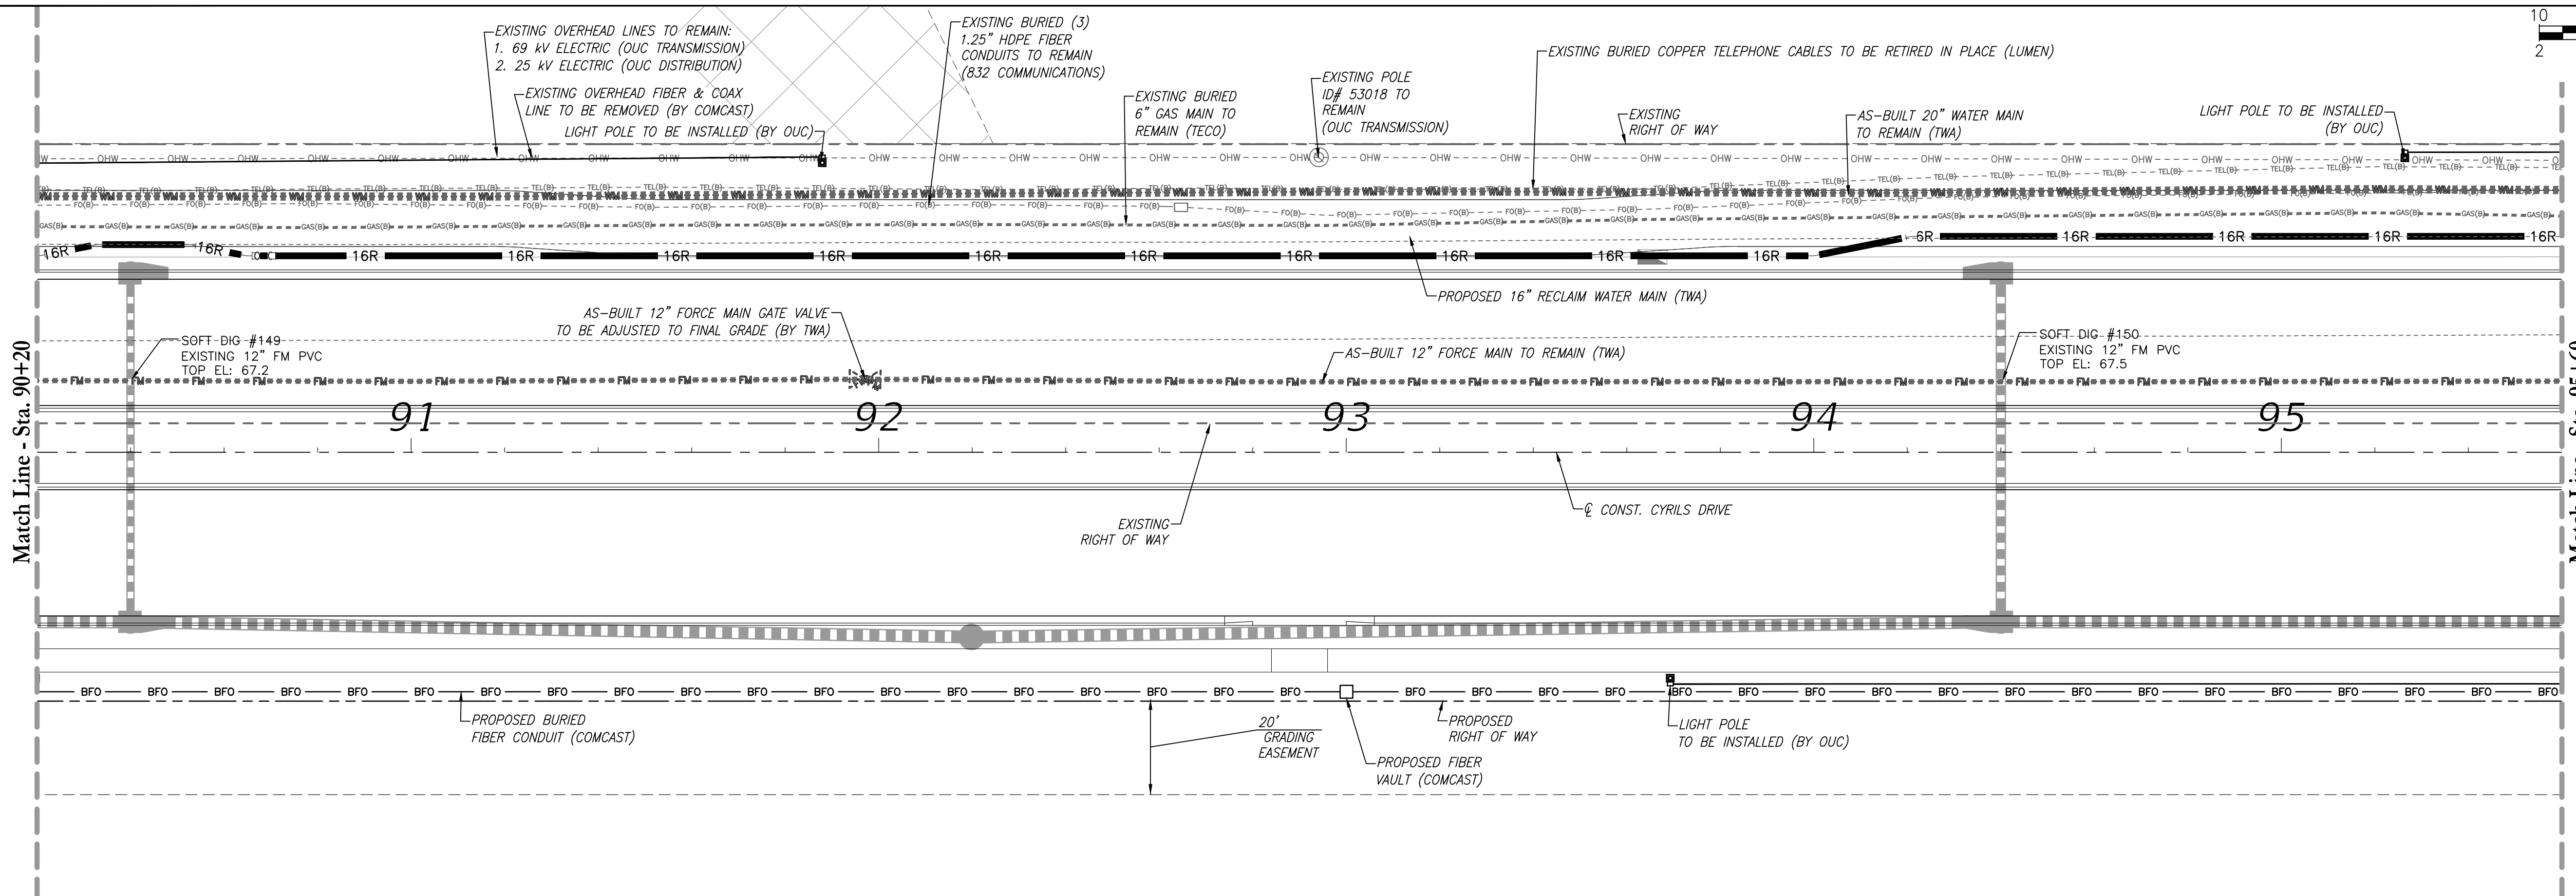 EXISTING OVERHEAD LINES TO REMAIN:
1. 69 kV ELECTRIC (OUC TRANSMISSION)
2. 25 kV ELECTRIC (OUC DISTRIBUTION)
EXISTING OVERHEAD FIBER & COAX
LINE TO BE REMOVED (BY COMCAST)
LIGHT POLE TO BE INSTALLED (BY OUC)
EXISTING BURIED (3)
1.25" HDPE FIBER
CONDUITS TO REMAIN
(832 COMMUNICATIONS)
EXISTING BURIED
6" GAS MAIN TO
REMAIN (TECO)
EXISTING POLE
ID# 53018 TO
REMAIN
(OUC TRANSMISSION)
EXISTING BURIED COPPER TELEPHONE CABLES TO BE RETIRED IN PLACE (LUMEN)
EXISTING
RIGHT OF WAY
AS-BUILT 20" WATER MAIN
TO REMAIN (TWA)
LIGHT POLE TO BE INSTALLED
(BY OUC)
10
2
OHW
TEL(B)
WM
FO(B)
GAS(B)
16R 16R 16R 16R 16R 16R 16R 16R 16R 16R 16R 16R 6R 16R 16R 16R 16R
PROPOSED 16" RECLAIM WATER MAIN (TWA)
AS-BUILT 12" FORCE MAIN GATE VALVE
TO BE ADJUSTED TO FINAL GRADE (BY TWA)
SOFT DIG #149
EXISTING 12" FM PVC
TOP EL: 67.2
AS-BUILT 12" FORCE MAIN TO REMAIN (TWA)
SOFT DIG #150
EXISTING 12" FM PVC
TOP EL: 67.5
FM
91 92 93 94 95
Match Line - Sta. 90+20
EXISTING
RIGHT OF WAY
℄ CONST. CYRILS DRIVE
BFO
PROPOSED BURIED
FIBER CONDUIT (COMCAST)
20'
GRADING
EASEMENT
PROPOSED
RIGHT OF WAY
PROPOSED FIBER
VAULT (COMCAST)
LIGHT POLE
TO BE INSTALLED (BY OUC)